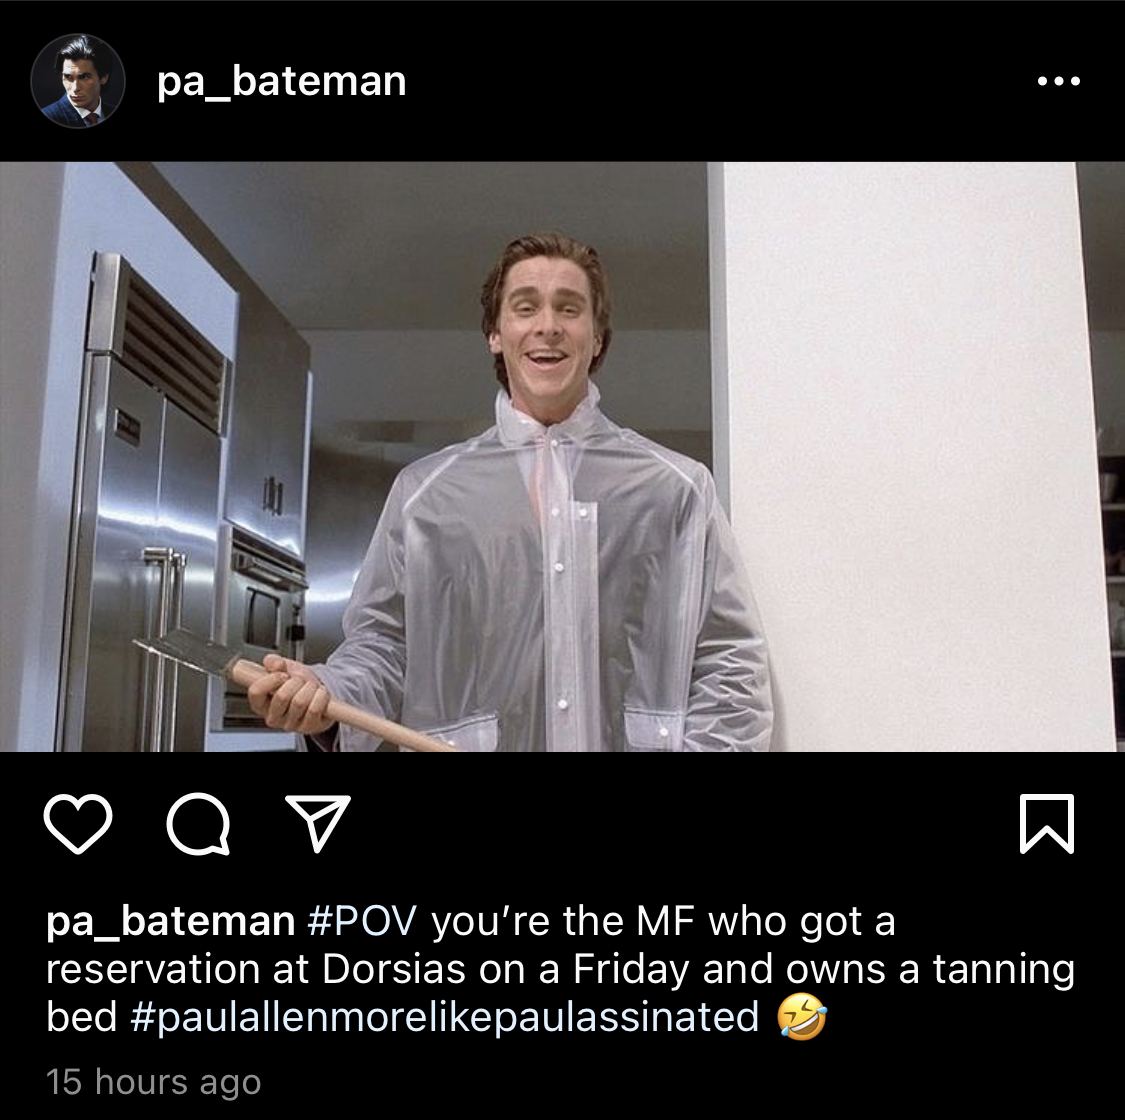 pa_bateman
pa_bateman #POV you’re the MF who got a
reservation at Dorsias on a Friday and owns a tanning
bed #paulallenmorelikepaulassinated 🤣
15 hours ago